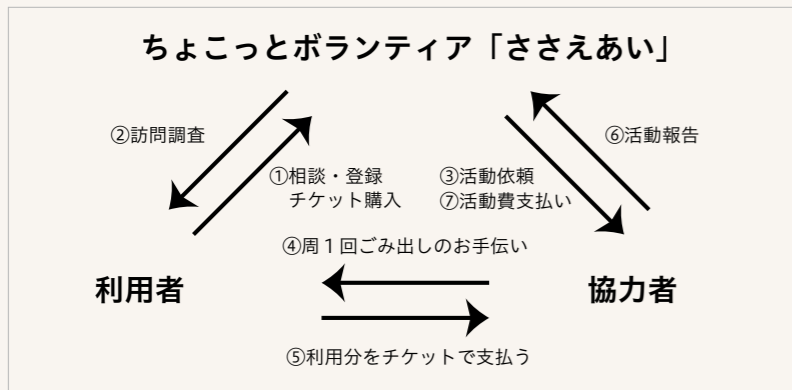 ちょこっとボランティア「ささえあい」
②訪問調査
⑥活動報告
①相談・登録
チケット購入
③活動依頼
⑦活動費支払い
④周１回ごみ出しのお手伝い
利用者
協力者
⑤利用分をチケットで支払う